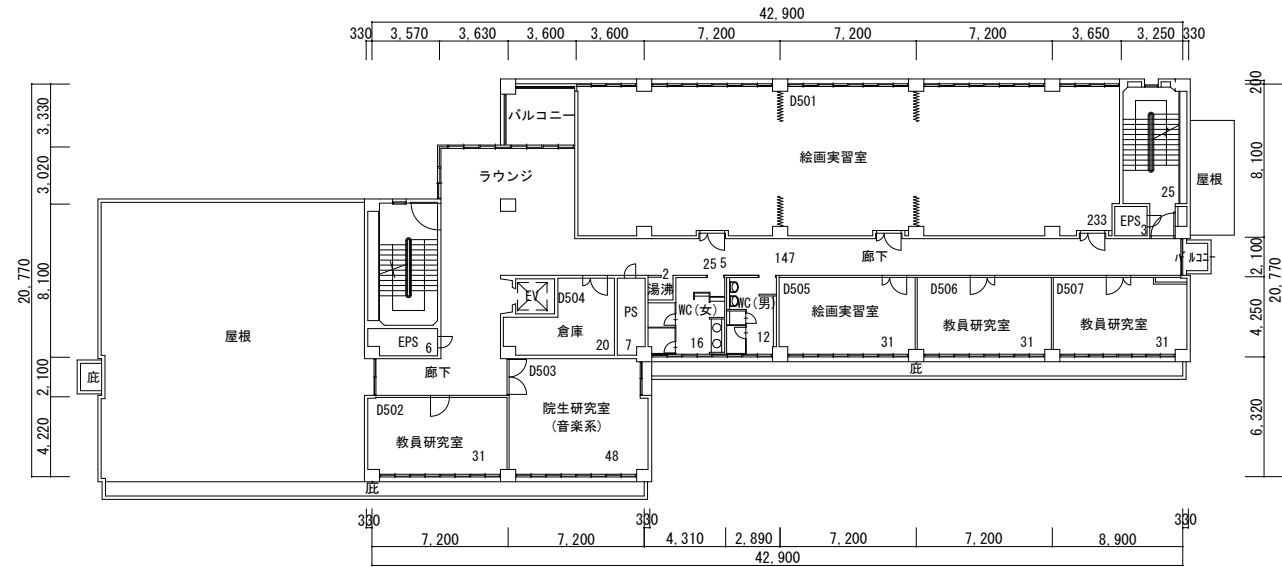 42,900
330 3,570 3,630 3,600 3,600 7,200 7,200 7,200 3,650 3,250 330
20,770
3,330
3,020
8,100
2,100
4,220
200
8,100
2,100
4,250
6,320
20,770
バルコニー
D501
絵画実習室
233
ラウンジ
25
屋根
EPS
3
バルコニー
25 5
147
廊下
2
湯沸
EV
D504
倉庫
20
PS
7
WC(女)
16
WC(男)
12
D505
絵画実習室
31
D506
教員研究室
31
D507
教員研究室
31
庇
屋根
庇
EPS
6
廊下
D503
院生研究室
(音楽系)
48
D502
教員研究室
31
庇
330 330 330
7,200 7,200 4,310 2,890 7,200 7,200 8,900
42,900